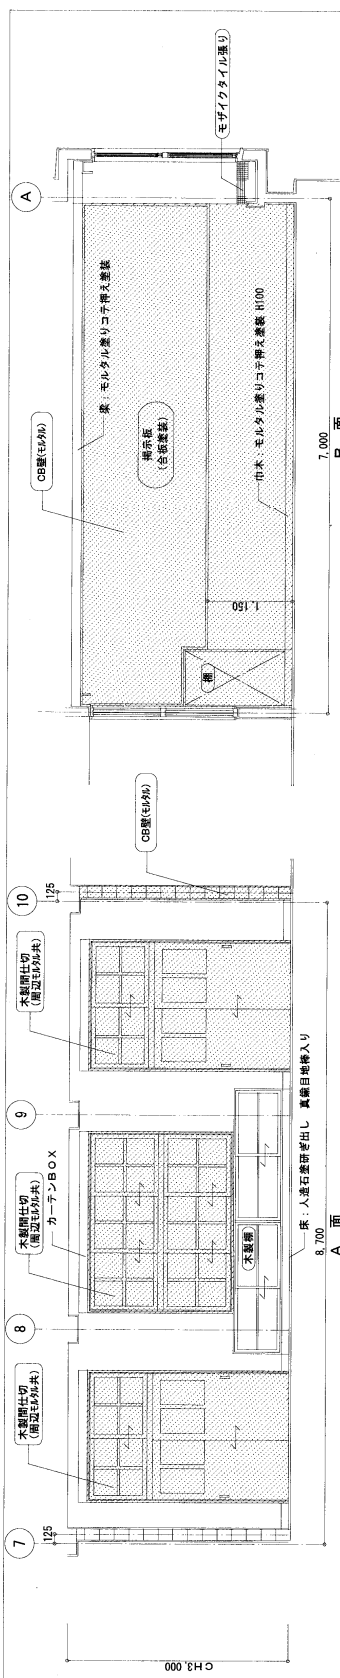 CH3,000
7
125
木製間仕切
(周辺モルタル共)
8
木製間仕切
(周辺モルタル共)
カーテンBOX
9
木製間仕切
(周辺モルタル共)
10
125
CB壁(モルタル)
木製棚
床：人造石塗研ぎ出し　真鍮目地棒入り
8,700
A　面
CB壁(モルタル)
梁：モルタル塗りコテ押え塗装
掲示板
(合板塗装)
棚
1,150
巾木：モルタル塗りコテ押え塗装 H100
モザイクタイル張り
A
7,000